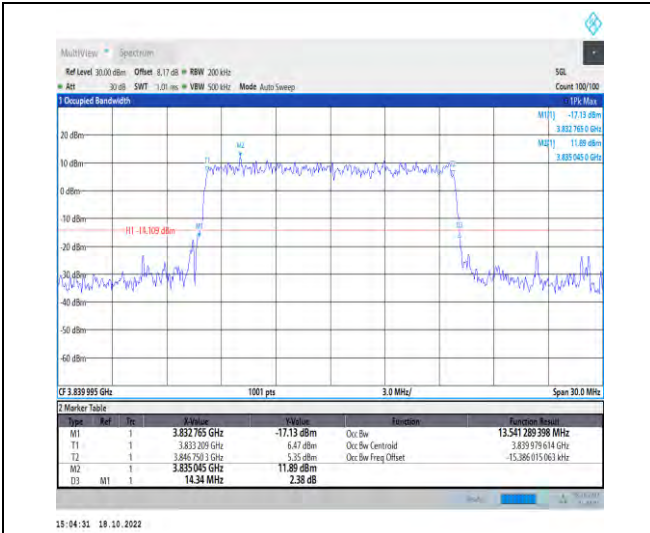 MultiView Spectrum
Ref Level 30.00 dBm Offset 8.17 dB RBW 200 kHz SGL
Att 30 dB SWT 1.01 ms VBW 500 kHz Mode Auto Sweep Count 100/100
1 Occupied Bandwidth 1Pk Max
M1[1] -17.13 dBm
3.832 765 0 GHz
M2[1] 11.89 dBm
3.835 045 0 GHz
20 dBm
M2
T1
10 dBm
0 dBm
-10 dBm
M1
D3
H1 -14.109 dBm
-20 dBm
-30 dBm
-40 dBm
-50 dBm
-60 dBm
CF 3.839 995 GHz 1001 pts 3.0 MHz/ Span 30.0 MHz
2 Marker Table
Type Ref Trc X-Value Y-Value Function Function Result
M1 1 3.832 765 GHz -17.13 dBm Occ Bw 13.541 289 398 MHz
T1 1 3.833 209 GHz 6.47 dBm Occ Bw Centroid 3.839 979 614 GHz
T2 1 3.846 750 3 GHz 5.35 dBm Occ Bw Freq Offset -15.386 015 063 kHz
M2 1 3.835 045 GHz 11.89 dBm
D3 M1 1 14.34 MHz 2.38 dB
15:04:31 18.10.2022